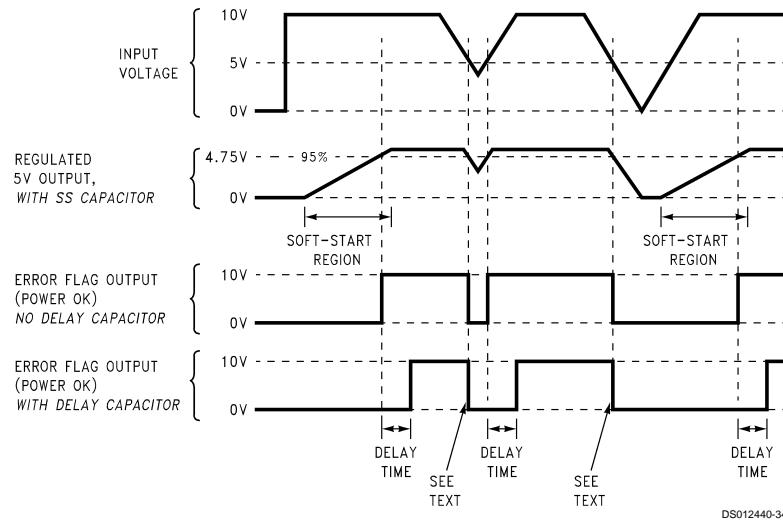 10V
INPUT
VOLTAGE
5V
0V
REGULATED
5V OUTPUT,
WITH SS CAPACITOR
4.75V
95%
0V
SOFT-START
REGION
SOFT-START
REGION
ERROR FLAG OUTPUT
(POWER OK)
NO DELAY CAPACITOR
10V
0V
ERROR FLAG OUTPUT
(POWER OK)
WITH DELAY CAPACITOR
10V
0V
DELAY
TIME
SEE
TEXT
DELAY
TIME
SEE
TEXT
DELAY
TIME
DS012440-34